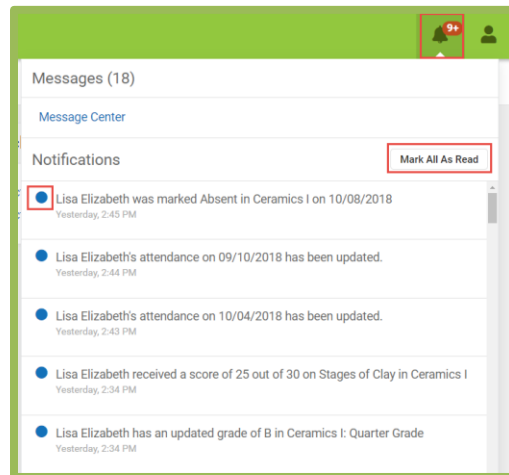 9+
Messages (18)
Message Center
Notifications
Mark All As Read
Lisa Elizabeth was marked Absent in Ceramics I on 10/08/2018
Yesterday, 2:45 PM
Lisa Elizabeth's attendance on 09/10/2018 has been updated.
Yesterday, 2:44 PM
Lisa Elizabeth's attendance on 10/04/2018 has been updated.
Yesterday, 2:43 PM
Lisa Elizabeth received a score of 25 out of 30 on Stages of Clay in Ceramics I
Yesterday, 2:34 PM
Lisa Elizabeth has an updated grade of B in Ceramics I: Quarter Grade
Yesterday, 2:34 PM